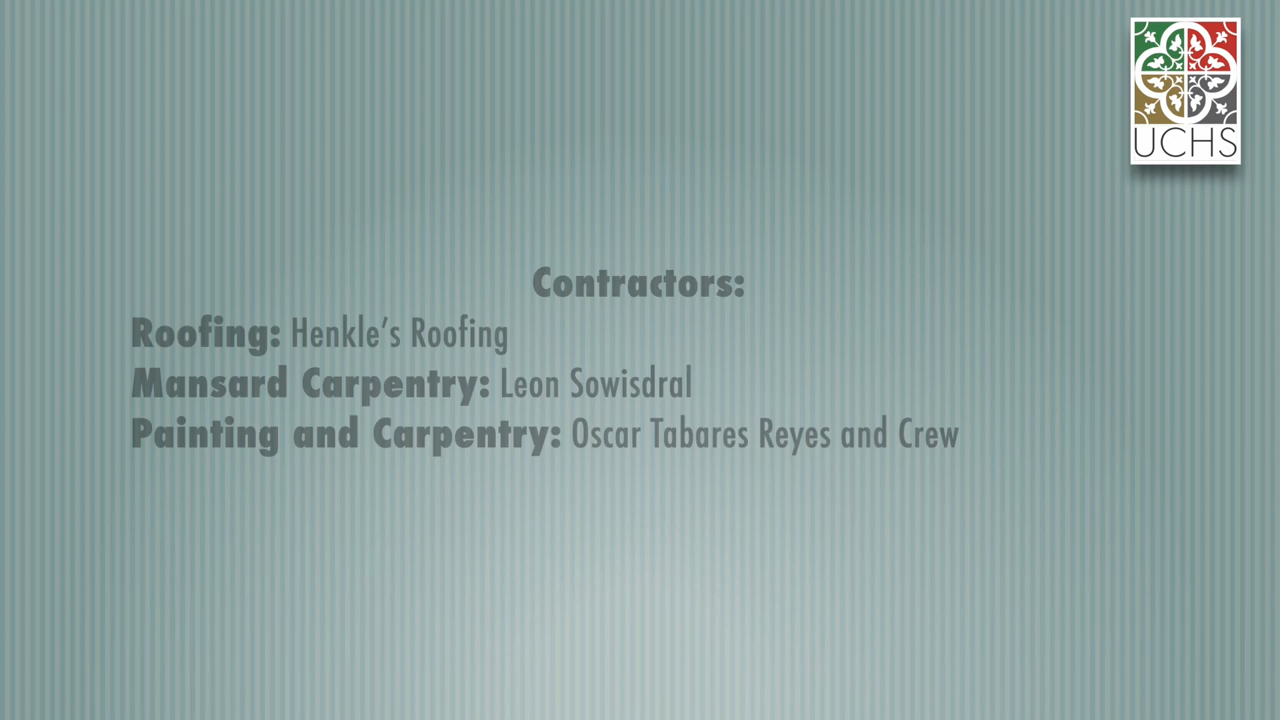 UCHS
Contractors:
Roofing: Henkle’s Roofing
Mansard Carpentry: Leon Sowisdral
Painting and Carpentry: Oscar Tabares Reyes and Crew